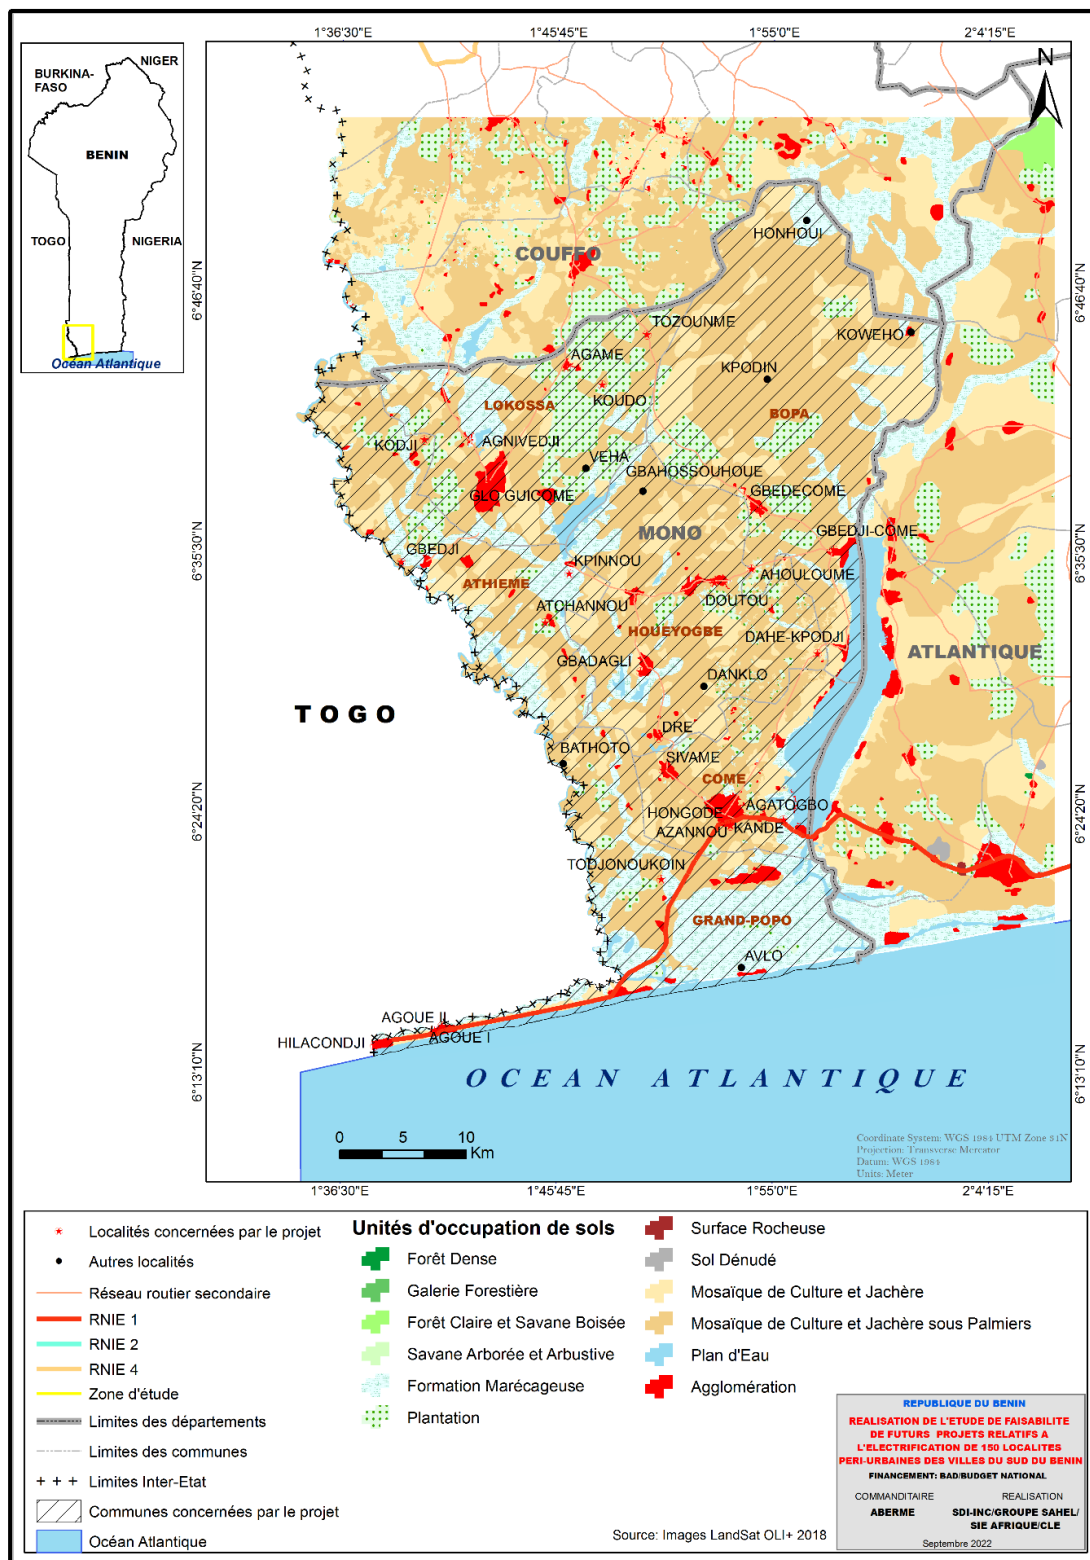 1°36'30"E 1°45'45"E 1°55'0"E 2°4'15"E
N
NIGER
BURKINA-
FASO
BENIN
TOGO NIGERIA
Océan Atlantique
6°46'40"N 6°46'40"N
6°35'30"N 6°35'30"N
6°24'20"N 6°24'20"N
6°13'10"N 6°13'10"N
HONHOUI
COUFFO
TOZOUNME
KOWEHO
AGAME
KPODIN
KOUDO
LOKOSSA
BOPA
KODJI
AGNIVEDJI
VEHA
GBAHOSSOUHOUE
GLO GUICOME
GBEDECOME
MONO
GBEDJI-COME
GBEDJI
KPINNOU
AHOULOUME
ATHIEME
ATCHANNOU
DOUTOU
HOUEYOGBE
DAHE-KPODJI
ATLANTIQUE
GBADAGLI
DANKLO
TOGO
DRE
BATHOTO
SIVAME
COME
HONGODE
AGATOGBO
AZANNOU
KANDE
TODJONOUKOIN
GRAND-POPO
AVLO
AGOUE II
HILACONDJI
AGOUE I
OCEAN ATLANTIQUE
0 5 10
Km
Coordinate System: WGS 1984 UTM Zone 31N
Projection: Transverse Mercator
Datum: WGS 1984
Units: Meter
1°36'30"E 1°45'45"E 1°55'0"E 2°4'15"E
Localités concernées par le projet
Autres localités
Réseau routier secondaire
RNIE 1
RNIE 2
RNIE 4
Zone d'étude
Limites des départements
Limites des communes
Limites Inter-Etat
Communes concernées par le projet
Océan Atlantique
Unités d'occupation de sols
Forêt Dense
Galerie Forestière
Forêt Claire et Savane Boisée
Savane Arborée et Arbustive
Formation Marécageuse
Plantation
Surface Rocheuse
Sol Dénudé
Mosaïque de Culture et Jachère
Mosaïque de Culture et Jachère sous Palmiers
Plan d'Eau
Agglomération
Source: Images LandSat OLI+ 2018
REPUBLIQUE DU BENIN
REALISATION DE L'ETUDE DE FAISABILITE
DE FUTURS PROJETS RELATIFS A
L'ELECTRIFICATION DE 150 LOCALITES
PERI-URBAINES DES VILLES DU SUD DU BENIN
FINANCEMENT: BAD/BUDGET NATIONAL
COMMANDITAIRE REALISATION
ABERME SDI-INC/GROUPE SAHEL/
SIE AFRIQUE/CLE
Septembre 2022